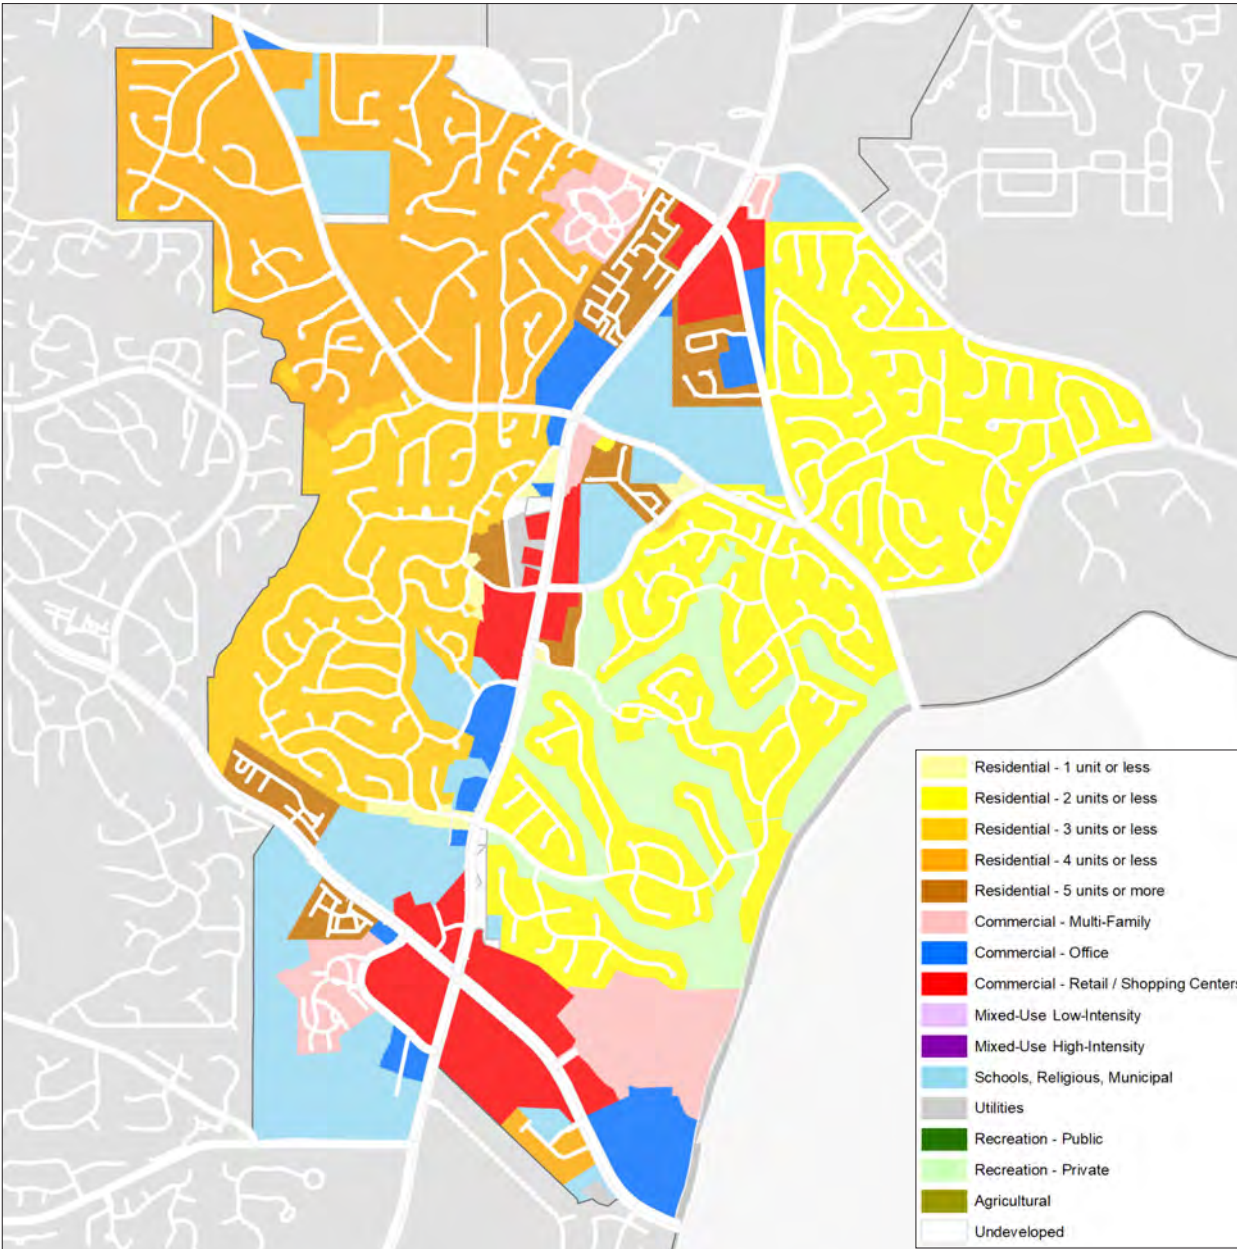 Residential - 1 unit or less
Residential - 2 units or less
Residential - 3 units or less
Residential - 4 units or less
Residential - 5 units or more
Commercial - Multi-Family
Commercial - Office
Commercial - Retail / Shopping Centers
Mixed-Use Low-Intensity
Mixed-Use High-Intensity
Schools, Religious, Municipal
Utilities
Recreation - Public
Recreation - Private
Agricultural
Undeveloped